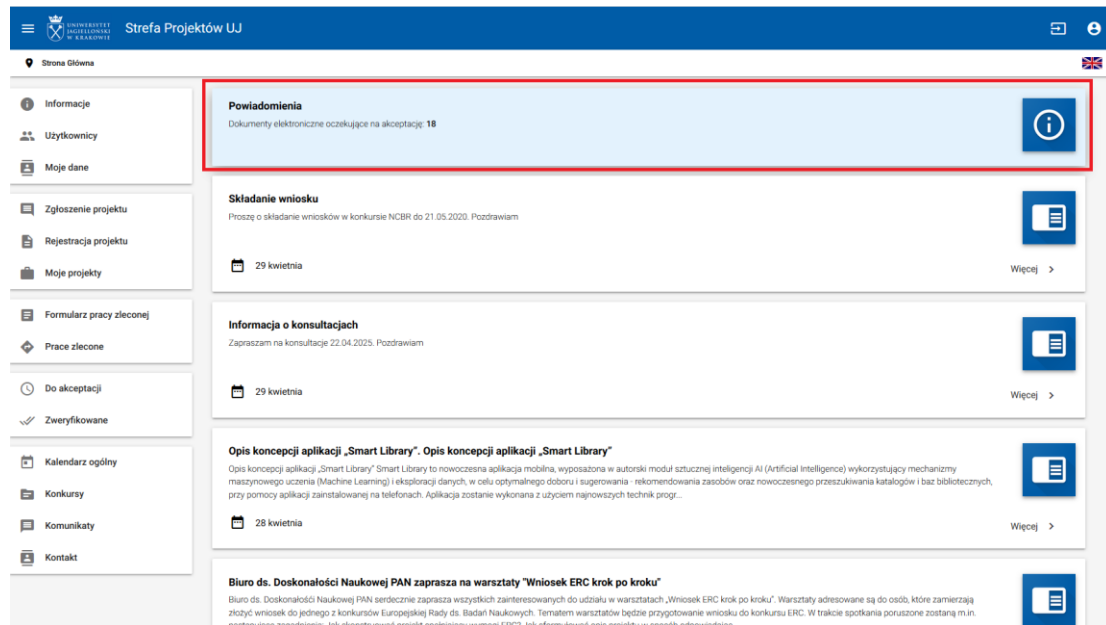 UNIWERSYTET
JAGIELLOŃSKI
W KRAKOWIE
Strefa Projektów UJ
Strona Główna
Informacje
Użytkownicy
Moje dane
Zgłoszenie projektu
Rejestracja projektu
Moje projekty
Formularz pracy zleconej
Prace zlecone
Do akceptacji
Zweryfikowane
Kalendarz ogólny
Konkursy
Komunikaty
Kontakt
Powiadomienia
Dokumenty elektroniczne oczekujące na akceptację: 18
Składanie wniosku
Proszę o składanie wniosków w konkursie NCBR do 21.05.2020. Pozdrawiam
29 kwietnia
Więcej
Informacja o konsultacjach
Zapraszam na konsultacje 22.04.2025. Pozdrawiam
29 kwietnia
Więcej
Opis koncepcji aplikacji „Smart Library”. Opis koncepcji aplikacji „Smart Library”
Opis koncepcji aplikacji „Smart Library” Smart Library to nowoczesna aplikacja mobilna, wyposażona w autorski moduł sztucznej inteligencji AI (Artificial Intelligence) wykorzystujący mechanizmy
maszynowego uczenia (Machine Learning) i eksploracji danych, w celu optymalnego doboru i sugerowania - rekomendowania zasobów oraz nowoczesnego przeszukiwania katalogów i baz bibliotecznych,
przy pomocy aplikacji zainstalowanej na telefonach. Aplikacja zostanie wykonana z użyciem najnowszych technik progr...
28 kwietnia
Więcej
Biuro ds. Doskonałości Naukowej PAN zaprasza na warsztaty "Wniosek ERC krok po kroku"
Biuro ds. Doskonałości Naukowej PAN serdecznie zaprasza wszystkich zainteresowanych do udziału w warsztatach „Wniosek ERC krok po kroku”. Warsztaty adresowane są do osób, które zamierzają
złożyć wniosek do jednego z konkursów Europejskiej Rady ds. Badań Naukowych. Tematem warsztatów będzie przygotowanie wniosku do konkursu ERC. W trakcie spotkania poruszone zostaną m.in.